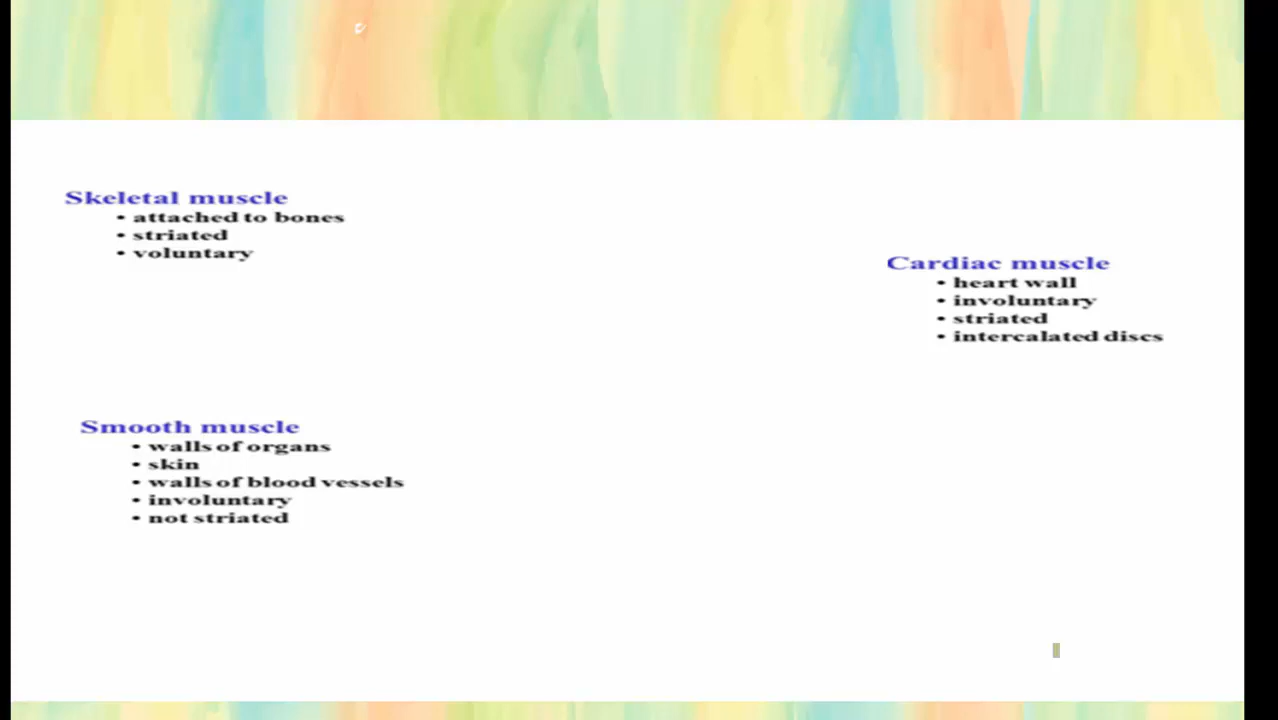 Skeletal muscle
• attached to bones
• striated
• voluntary
Cardiac muscle
• heart wall
• involuntary
• striated
• intercalated discs
Smooth muscle
• walls of organs
• skin
• walls of blood vessels
• involuntary
• not striated